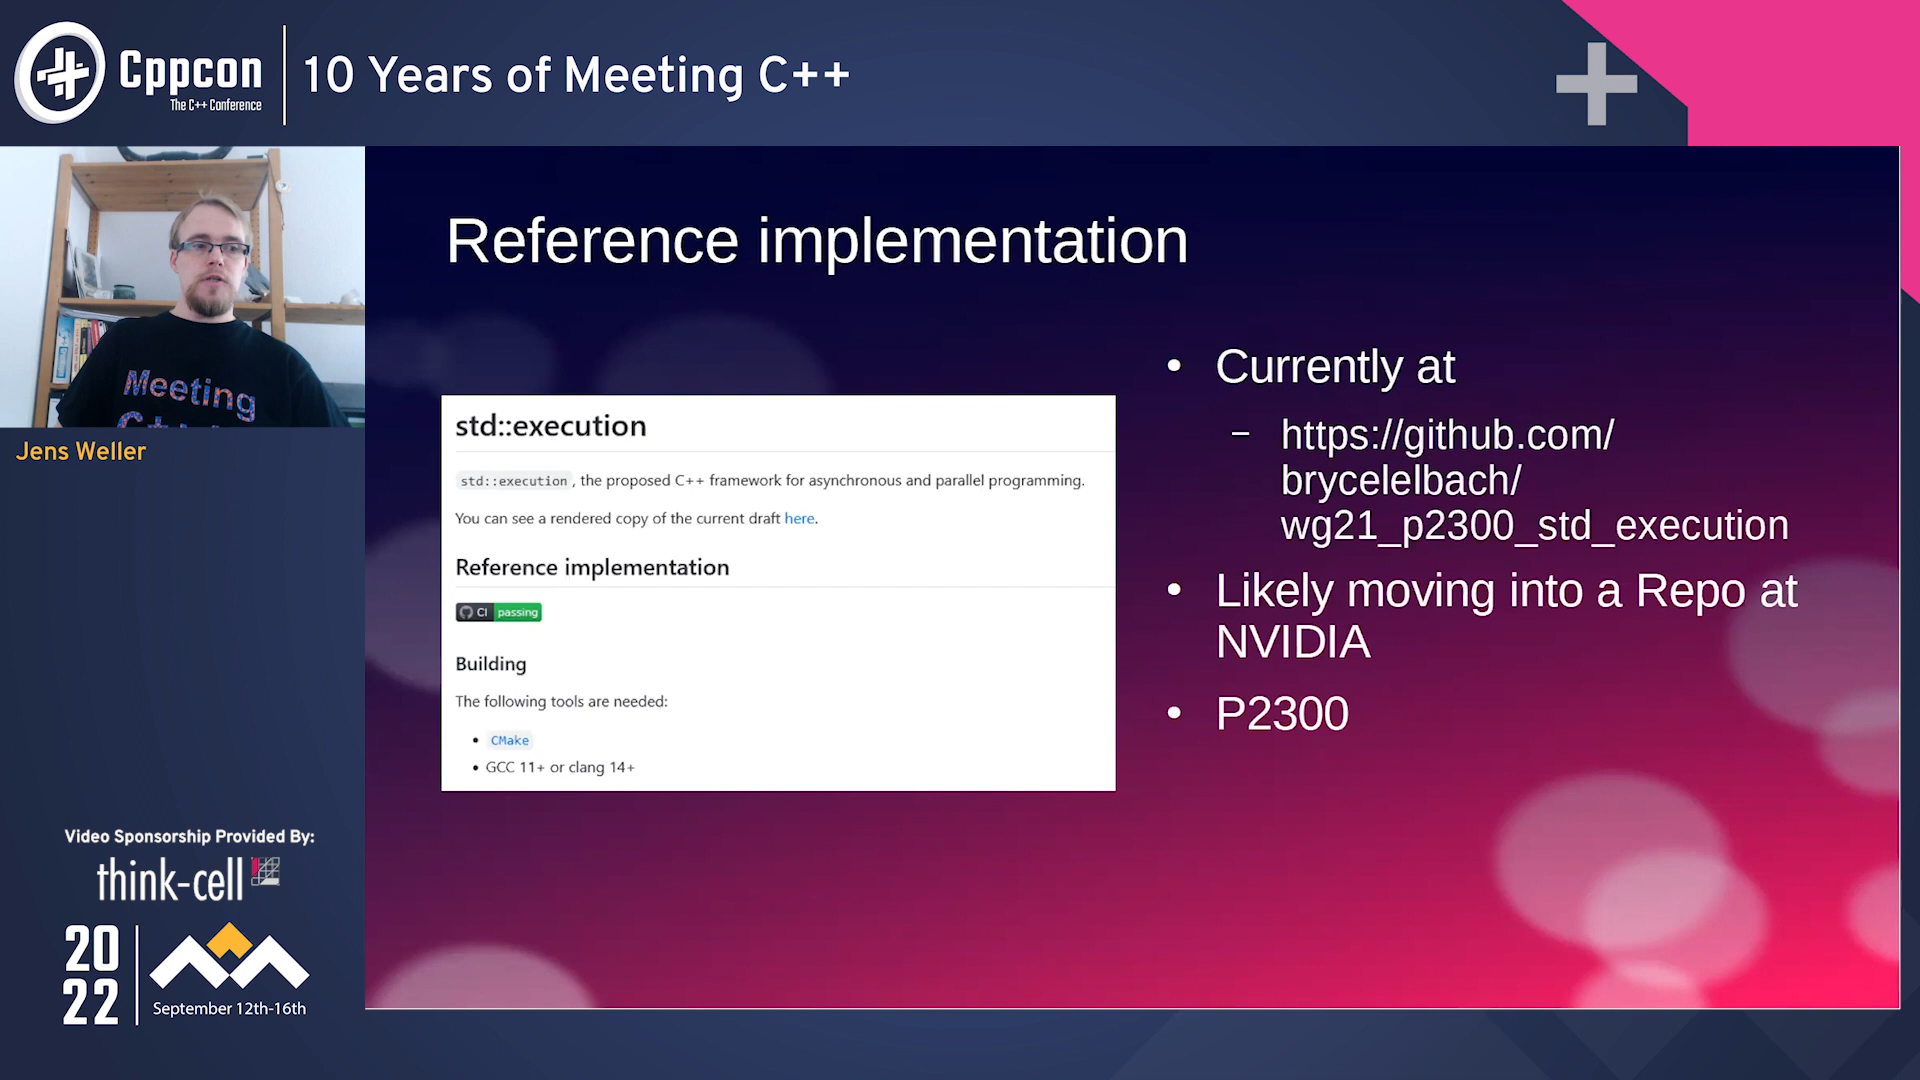 Cppcon
The C++ Conference
10 Years of Meeting C++
Meeting
Jens Weller
Reference implementation
std::execution
std::execution, the proposed C++ framework for asynchronous and parallel programming.
You can see a rendered copy of the current draft here.
Reference implementation
CI passing
Building
The following tools are needed:
• CMake
• GCC 11+ or clang 14+
• Currently at
– https://github.com/
brycelelbach/
wg21_p2300_std_execution
• Likely moving into a Repo at
NVIDIA
• P2300
Video Sponsorship Provided By:
think-cell
20
22
September 12th-16th